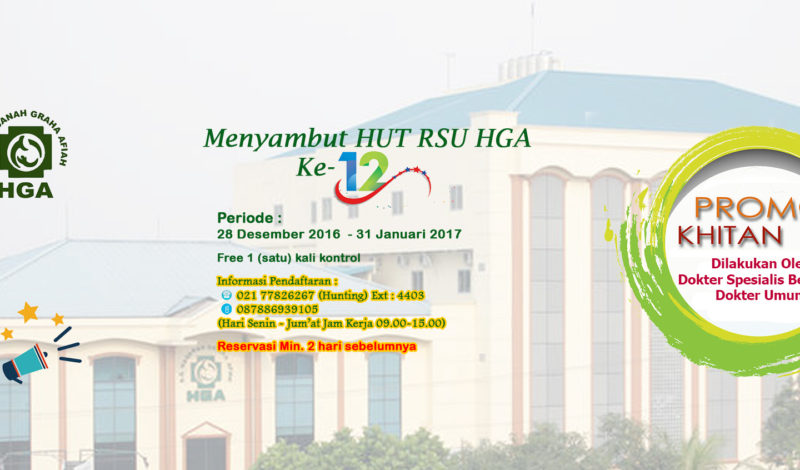 GRAHA AFIAH
HGA
Menyambut HUT RSU HGA
Ke-12
Periode :
28 Desember 2016 - 31 Januari 2017
Free 1 (satu) kali kontrol
Informasi Pendaftaran :
021 77826267 (Hunting) Ext : 4403
087886939105
(Hari Senin - Jum'at Jam Kerja 09.00-15.00)
Reservasi Min. 2 hari sebelumnya
PROMO
KHITAN
Dilakukan Ole
Dokter Spesialis Be
Dokter Umum
HGA